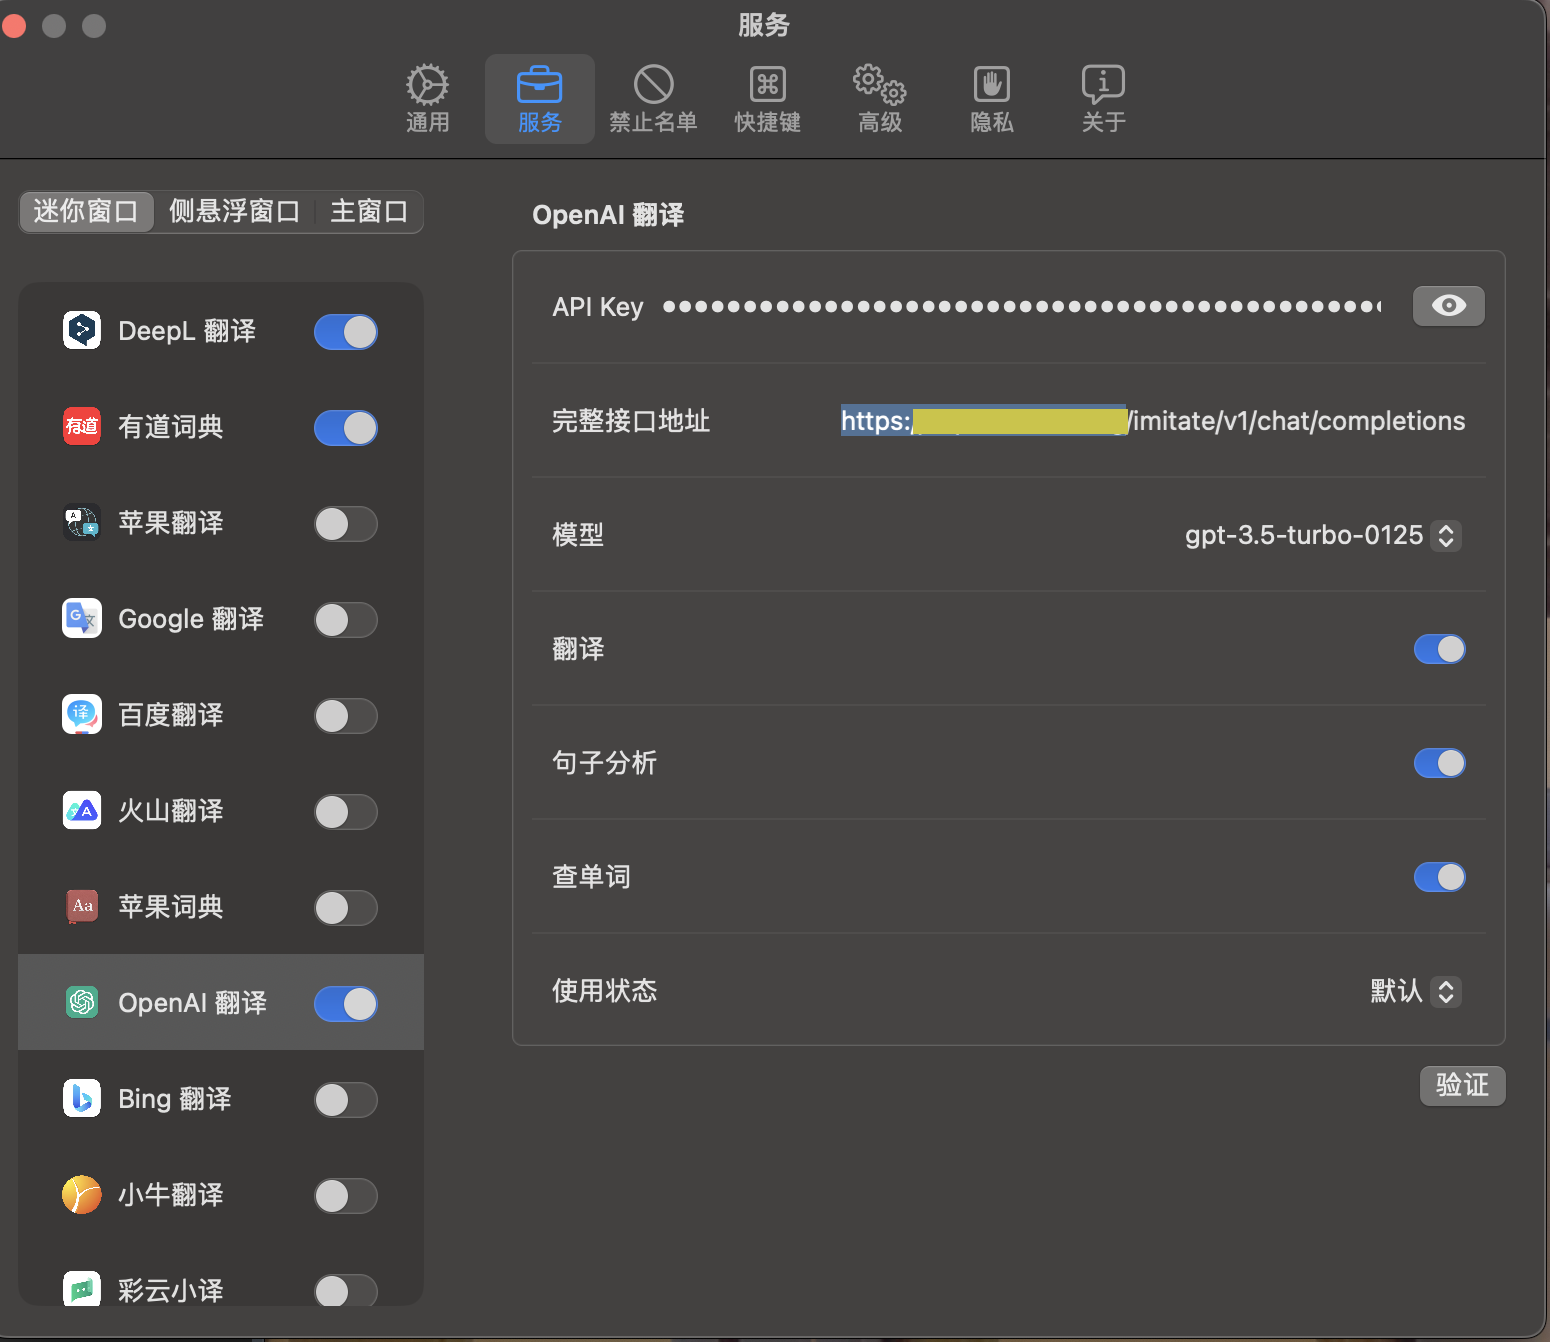 服务
通用
服务
禁止名单
快捷键
高级
隐私
关于
迷你窗口
侧悬浮窗口
主窗口
DeepL 翻译
有道
有道词典
苹果翻译
Google 翻译
译
百度翻译
火山翻译
Aa
苹果词典
OpenAI 翻译
Bing 翻译
小牛翻译
彩云小译
OpenAI 翻译
API Key
完整接口地址
https:/ /imitate/v1/chat/completions
模型
gpt-3.5-turbo-0125
翻译
句子分析
查单词
使用状态
默认
验证